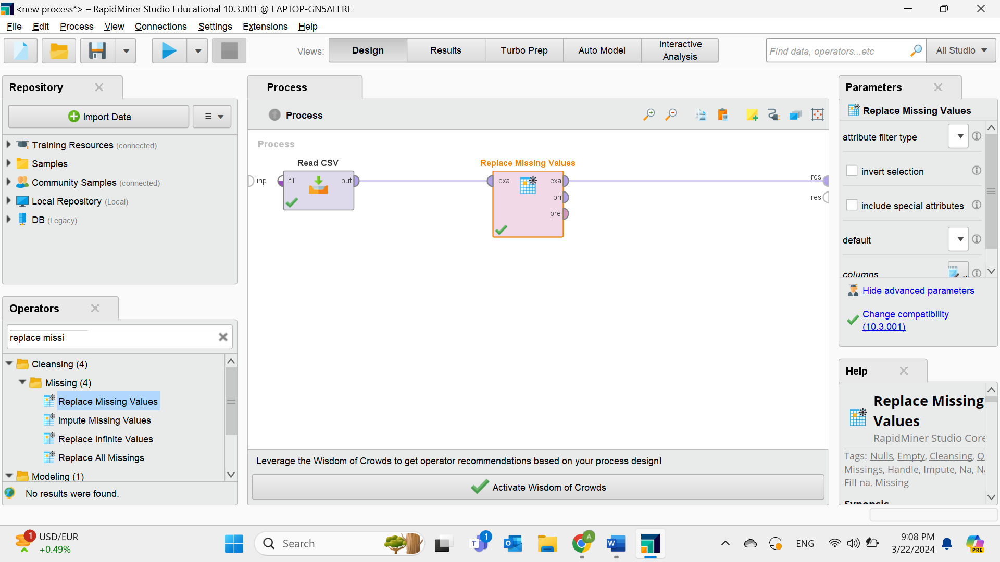 <new process*> – RapidMiner Studio Educational 10.3.001 @ LAPTOP-GN5ALFRE
File Edit Process View Connections Settings Extensions Help
Views: Design Results Turbo Prep Auto Model Interactive Analysis
Find data, operators...etc All Studio
Repository
Import Data
Training Resources (connected)
Samples
Community Samples (connected)
Local Repository (Local)
DB (Legacy)
Operators
replace missi
Cleansing (4)
Missing (4)
Replace Missing Values
Impute Missing Values
Replace Infinite Values
Replace All Missings
Modeling (1)
No results were found.
Process
Process
Process
Read CSV
Replace Missing Values
inp fil out exa exa res
ori res
pre
Leverage the Wisdom of Crowds to get operator recommendations based on your process design!
Activate Wisdom of Crowds
Parameters
Replace Missing Values
attribute filter type
invert selection
include special attributes
default
columns ...
Hide advanced parameters
Change compatibility
(10.3.001)
Help
Replace Missing
Values
RapidMiner Studio Core
Tags: Nulls, Empty, Cleansing, Q
Missings, Handle, Impute, Na, Na
Fill na, Missing
Synopsis
1 USD/EUR
+0.49%
Search
1
A
ENG
9:08 PM
3/22/2024
PRE